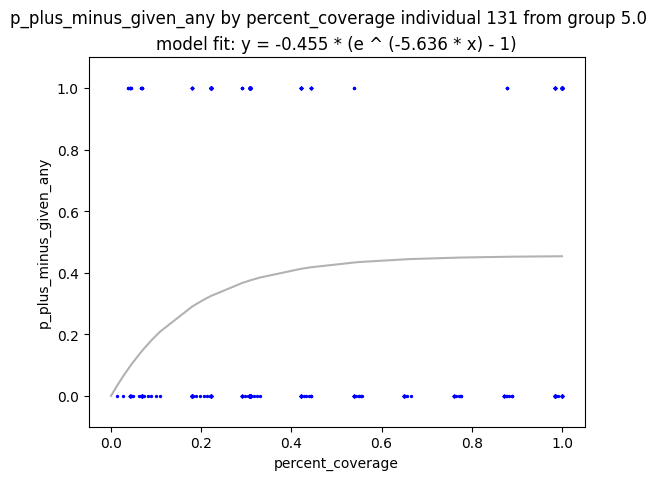 p_plus_minus_given_any by percent_coverage individual 131 from group 5.0
model fit: y = -0.455 * (e ^ (-5.636 * x) - 1)
1.0
0.8
0.6
0.4
0.2
0.0
p_plus_minus_given_any
0.0 0.2 0.4 0.6 0.8 1.0
percent_coverage